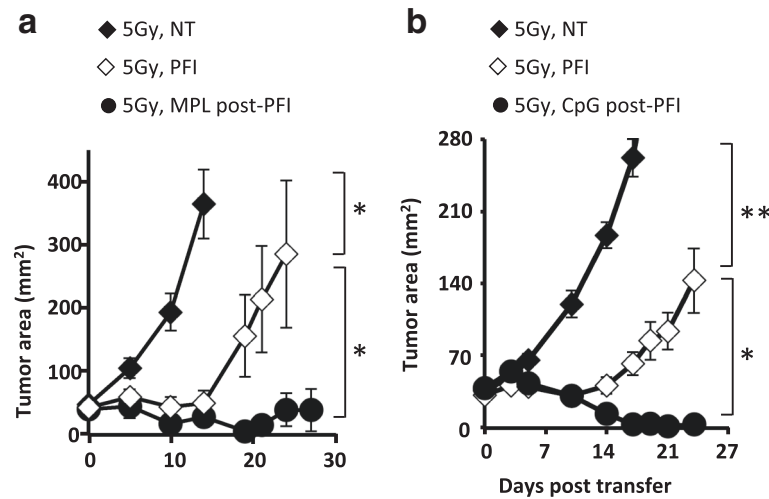 a
5Gy, NT
5Gy, PFI
5Gy, MPL post-PFI
Tumor area (mm²)
400
300
200
100
0
0 10 20 30
*
*
b
5Gy, NT
5Gy, PFI
5Gy, CpG post-PFI
Tumor area (mm²)
280
210
140
70
0
0 7 14 21 27
Days post transfer
**
*